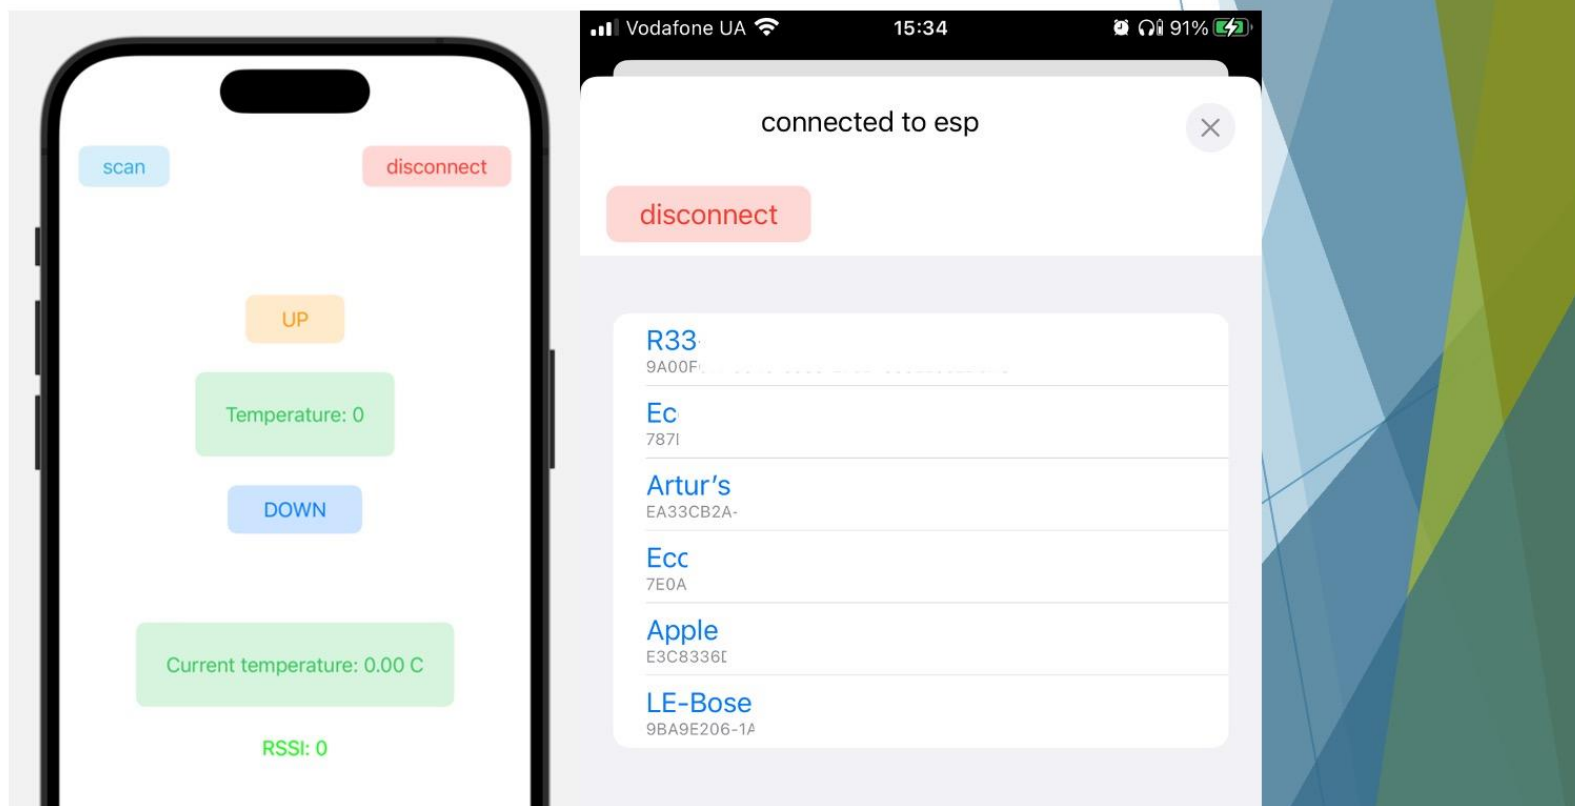 scan
disconnect
UP
Temperature: 0
DOWN
Current temperature: 0.00 C
RSSI: 0
Vodafone UA 15:34 91%
connected to esp
disconnect
R33
9A00F
Ec
787
Artur's
EA33CB2A-
Ecc
7E0A
Apple
E3C8336
LE-Bose
9BA9E206-1A